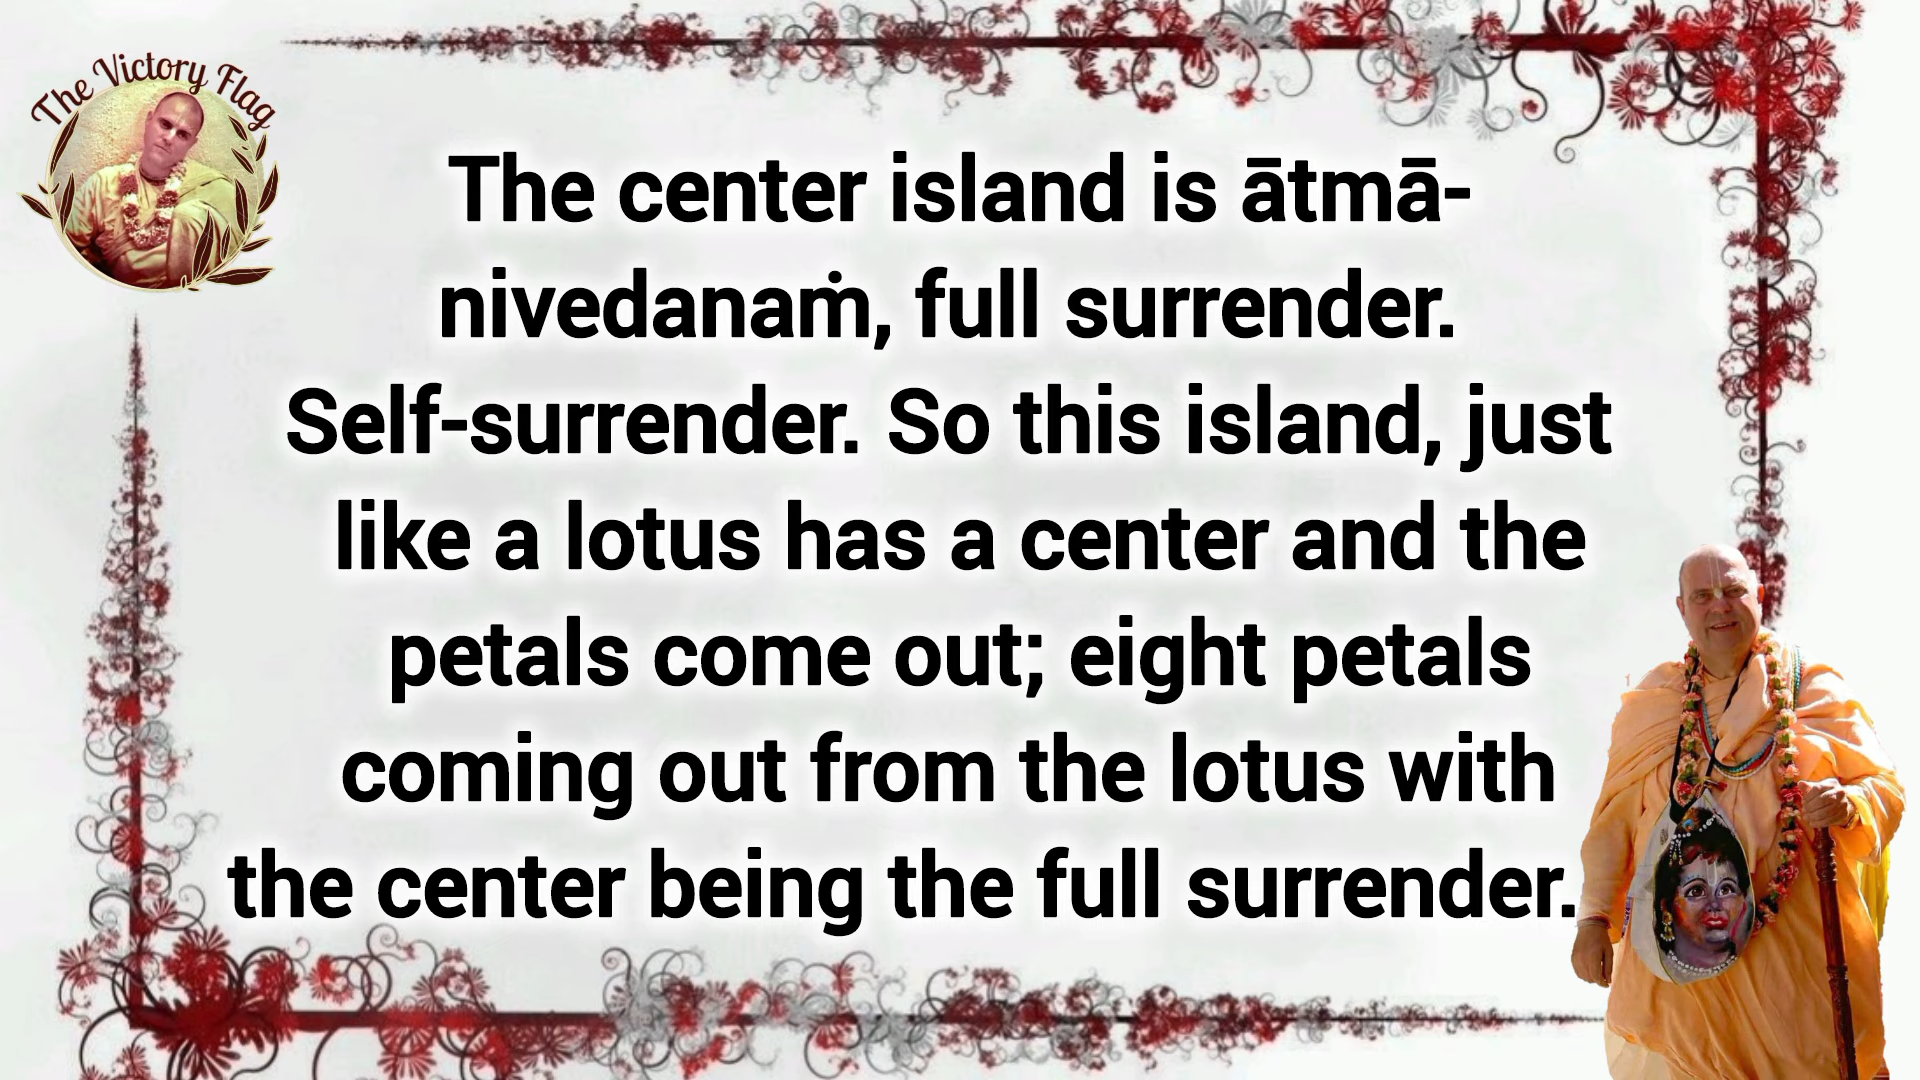 The Victory Flag
The center island is ātmā-
nivedanaṁ, full surrender.
Self-surrender. So this island, just
like a lotus has a center and the
petals come out; eight petals
coming out from the lotus with
the center being the full surrender.